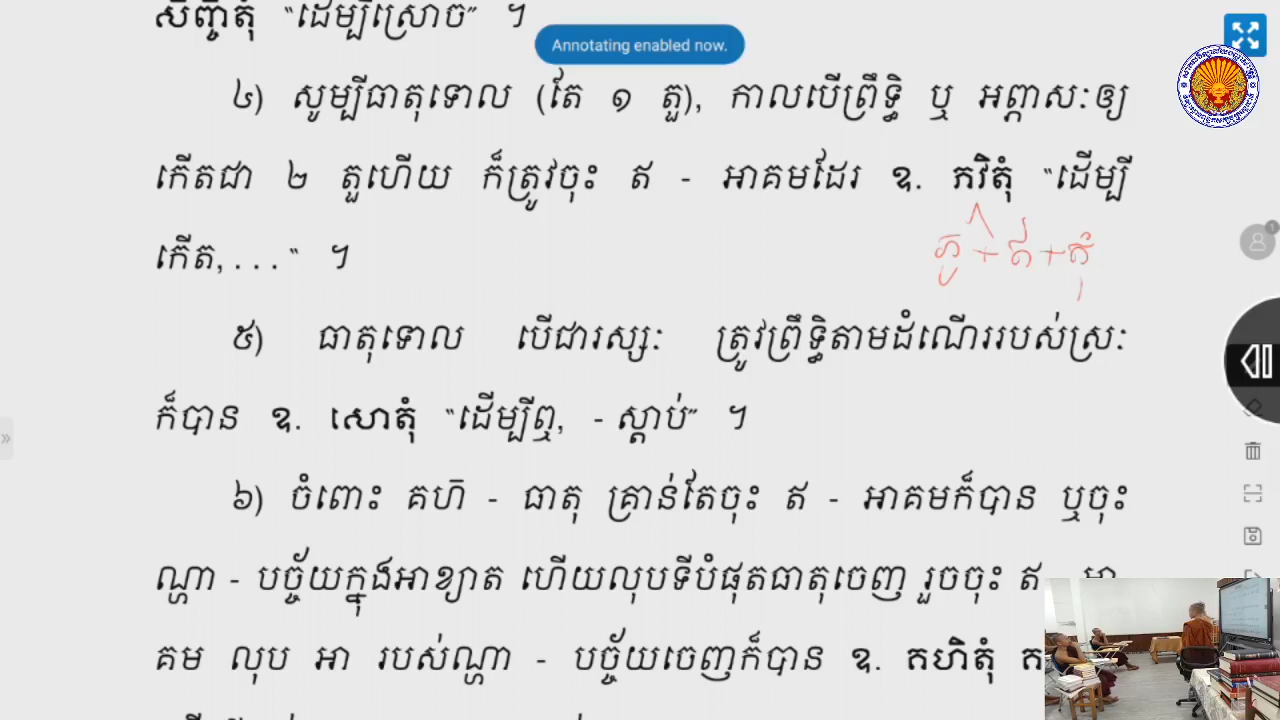 សិញ្ចិតុំ “ដើម្បីស្រោច” ។
Annotating enabled now.
៤) សូម្បីធាតុទោល (តែ ១ តួ), កាលបើព្រឹទ្ធិ ឬ អព្ភាសៈឲ្យ
កើតជា ២ តួហើយ ក៏ត្រូវចុះ ឥ - អាគមដែរ ឧ. ភវិតុំ “ដើម្បី
កើត, . . . “ ។
ភូ + ឥ + តុំ
៥) ធាតុទោល បើជារស្សៈ ត្រូវព្រឹទ្ធិតាមដំណើររបស់ស្រៈ
ក៏បាន ឧ. សោតុំ “ដើម្បីឮ, - ស្តាប់” ។
៦) ចំពោះ គហ៊ - ធាតុ គ្រាន់តែចុះ ឥ - អាគមក៏បាន ឬចុះ
ណ្ហា - បច្ច័យក្នុងអាខ្យាត ហើយលុបទីបំផុតធាតុចេញ រួចចុះ ឥ
គម លុប អា របស់ណ្ហា - បច្ច័យចេញក៏បាន ឧ. គហិតុំ គ